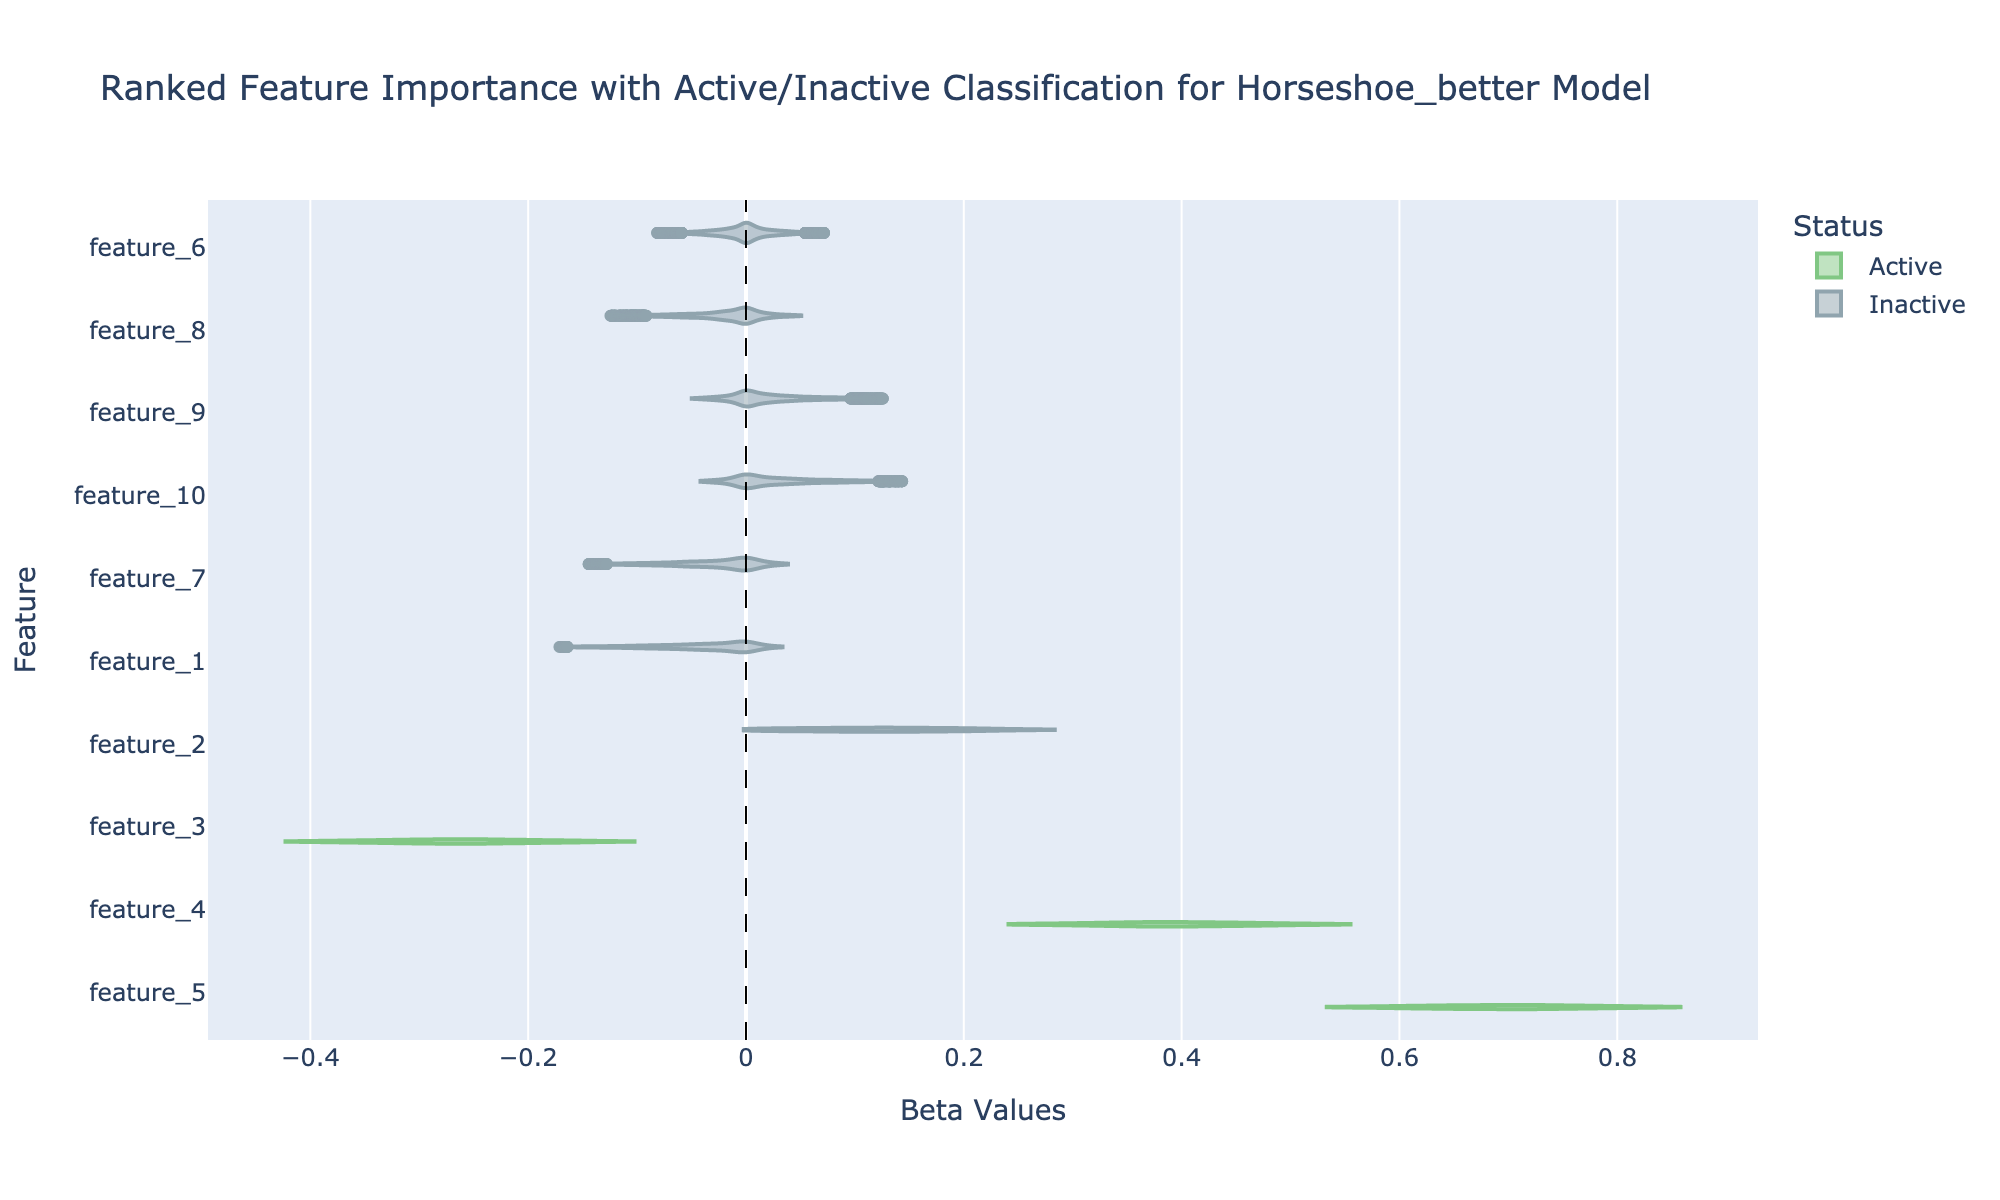 Ranked Feature Importance with Active/Inactive Classification for Horseshoe_better Model
Status
Active
Inactive
Feature
feature_6
feature_8
feature_9
feature_10
feature_7
feature_1
feature_2
feature_3
feature_4
feature_5
−0.4 −0.2 0 0.2 0.4 0.6 0.8
Beta Values